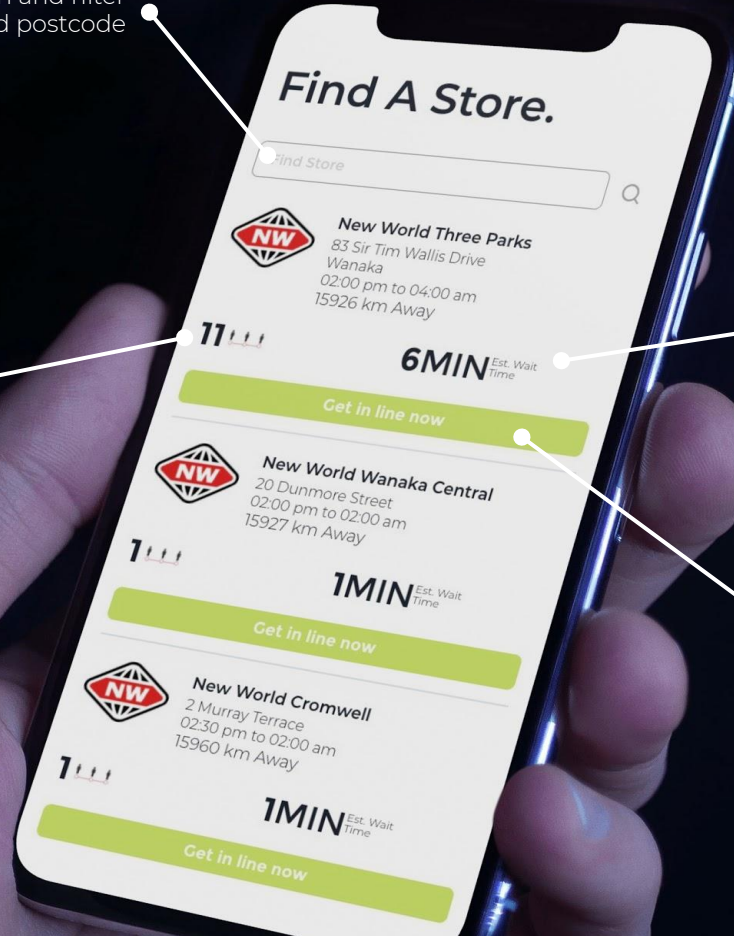 and filter
d postcode
Find A Store.
Find Store
NW
New World Three Parks
83 Sir Tim Wallis Drive
Wanaka
02:00 pm to 04:00 am
15926 km Away
11
6MIN Est. Wait
Time
Get in line now
NW
New World Wanaka Central
20 Dunmore Street
02:00 pm to 02:00 am
15927 km Away
1
1MIN Est. Wait
Time
Get in line now
NW
New World Cromwell
2 Murray Terrace
02:30 pm to 02:00 am
15960 km Away
1
1MIN Est. Wait
Time
Get in line now